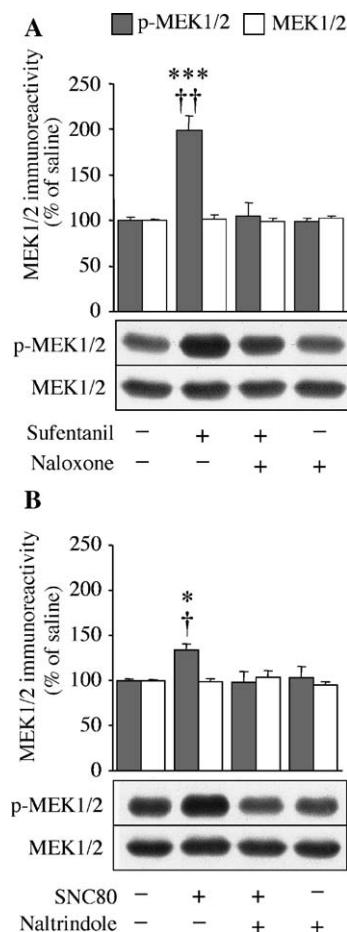 A
p-MEK1/2 MEK1/2
***
††
MEK1/2 immunoreactivity
(% of saline)
250
200
150
100
50
0
p-MEK1/2
MEK1/2
Sufentanil − + + −
Naloxone − − + +
B
MEK1/2 immunoreactivity
(% of saline)
250
200
150
100
50
0
*
†
p-MEK1/2
MEK1/2
SNC80 − + + −
Naltrindole − − + +